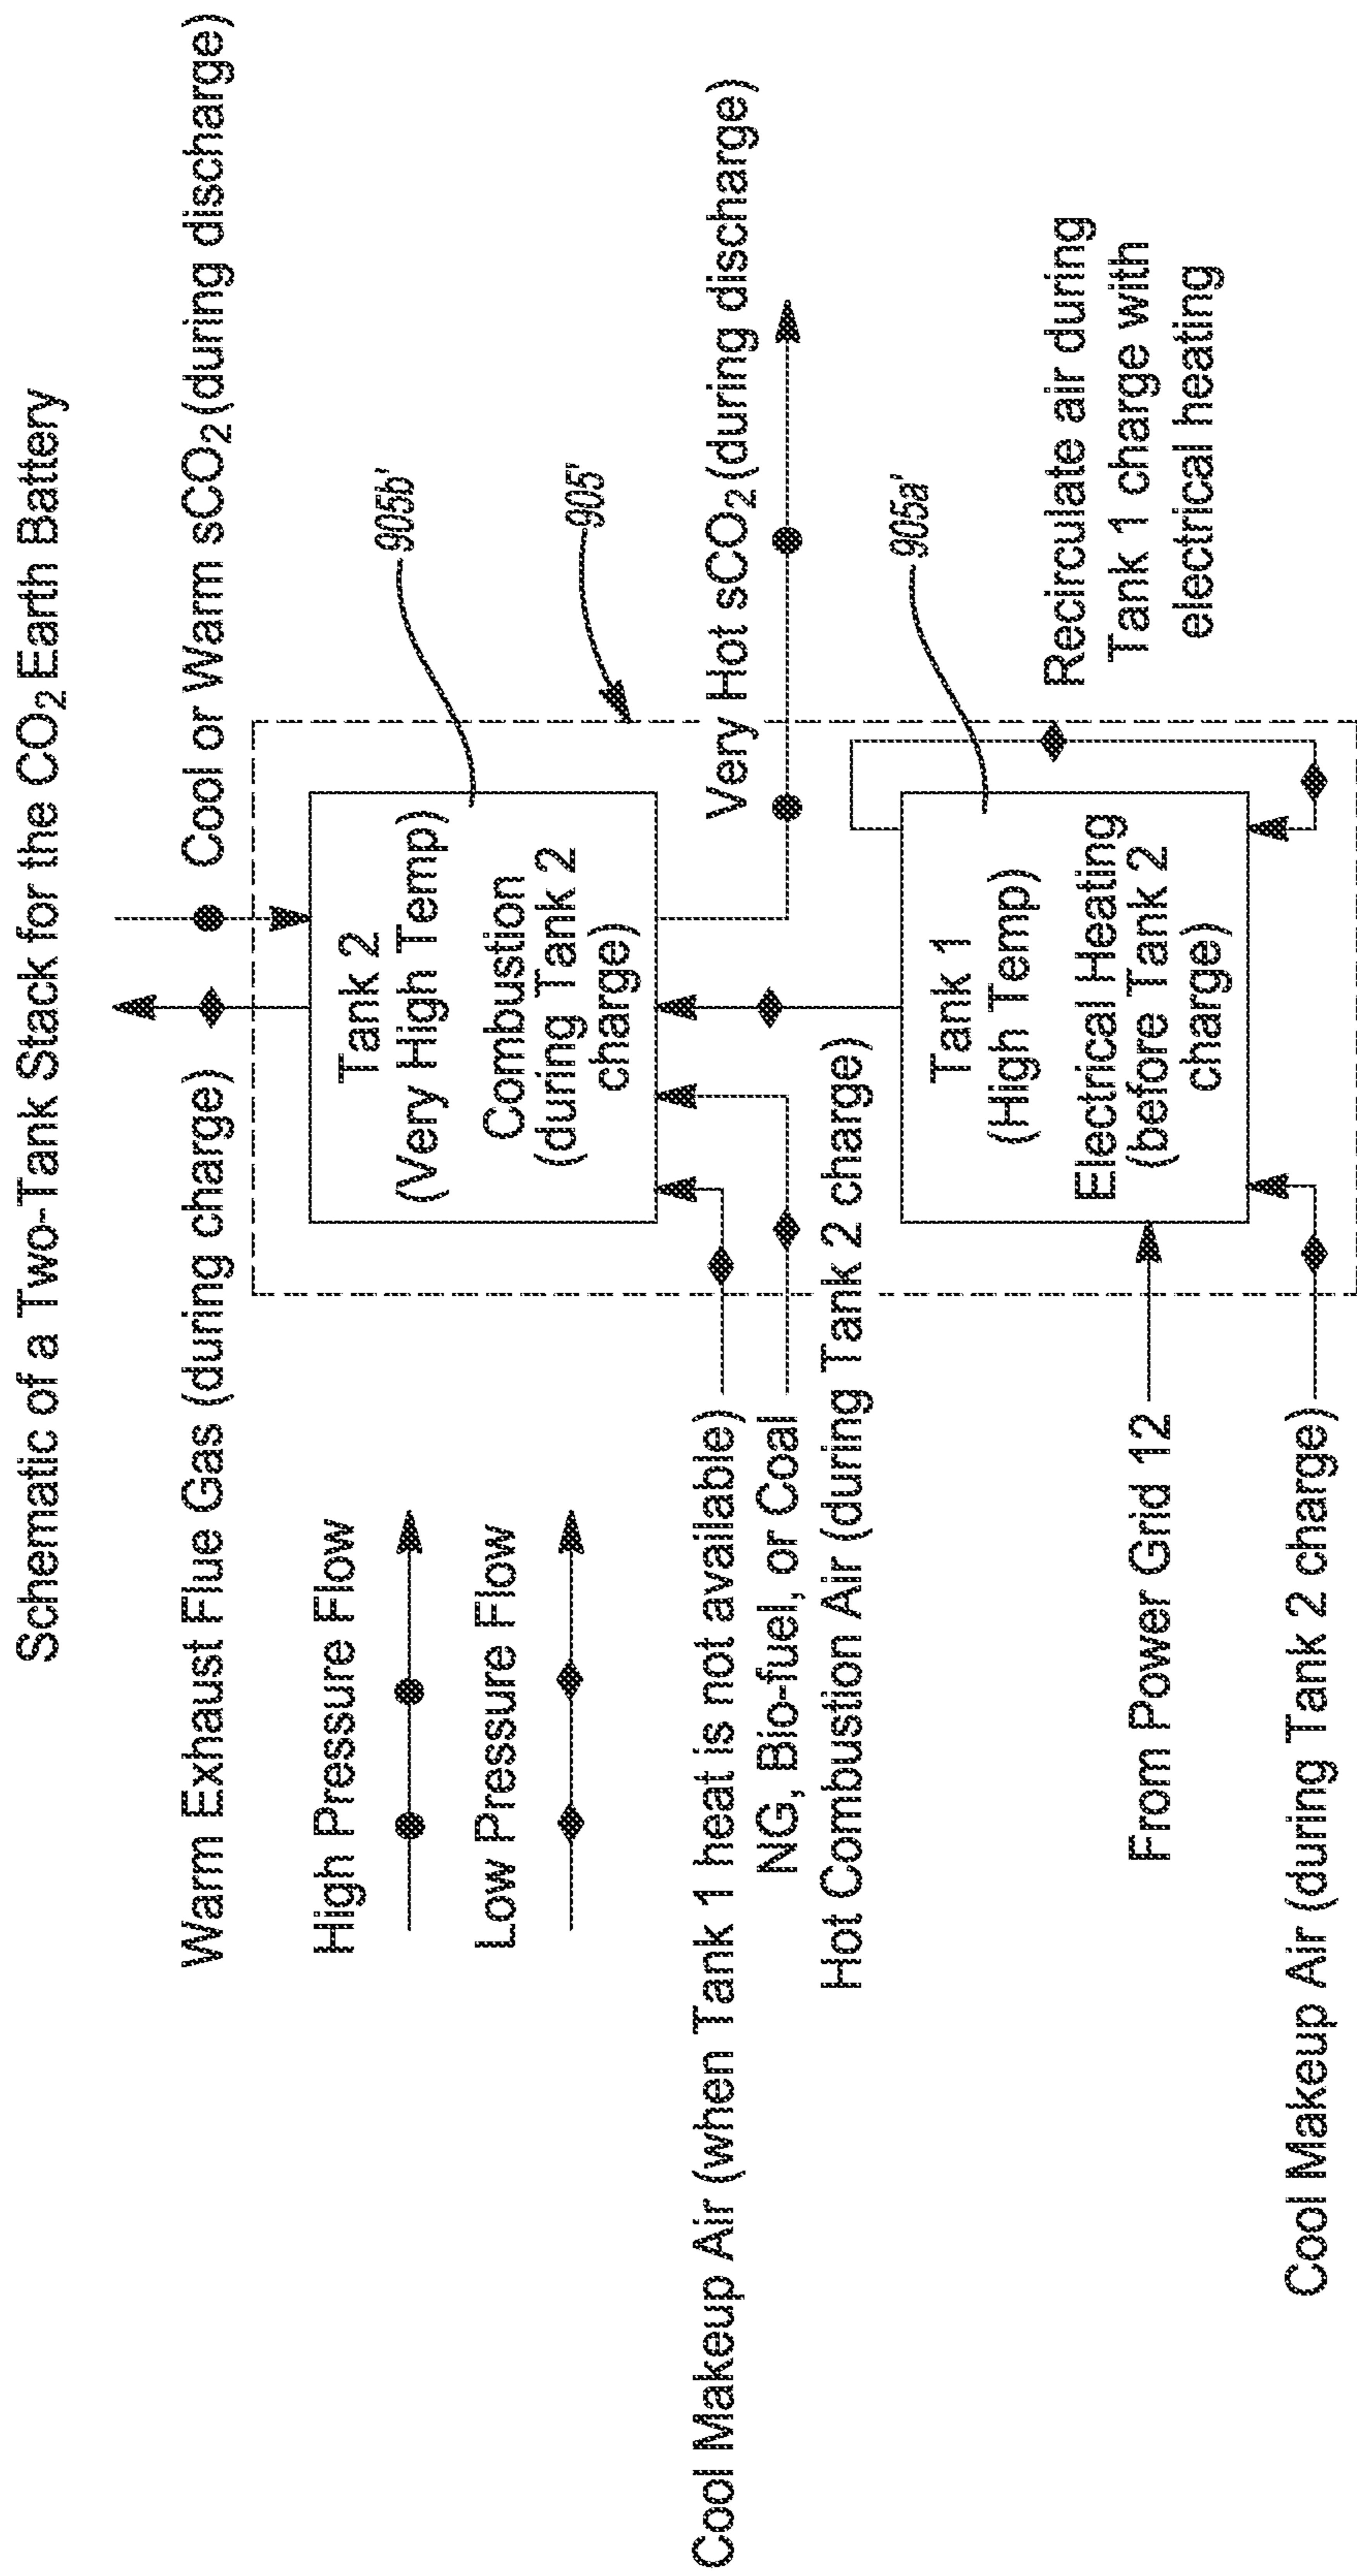 Schematic of a Two-Tank Stack for the CO₂ Earth Battery
Warm Exhaust Flue Gas (during charge)
Cool or Warm sCO₂ (during discharge)
High Pressure Flow
Low Pressure Flow
Tank 2
(Very High Temp)
Combustion
(during Tank 2
charge)
905b'
905'
Cool Makeup Air (when Tank 1 heat is not available)
NG, Bio-fuel, or Coal
Hot Combustion Air (during Tank 2 charge)
Very Hot sCO₂ (during discharge)
905a'
Tank 1
(High Temp)
Electrical Heating
(before Tank 2
charge)
Recirculate air during
Tank 1 charge with
electrical heating
From Power Grid 12
Cool Makeup Air (during Tank 2 charge)